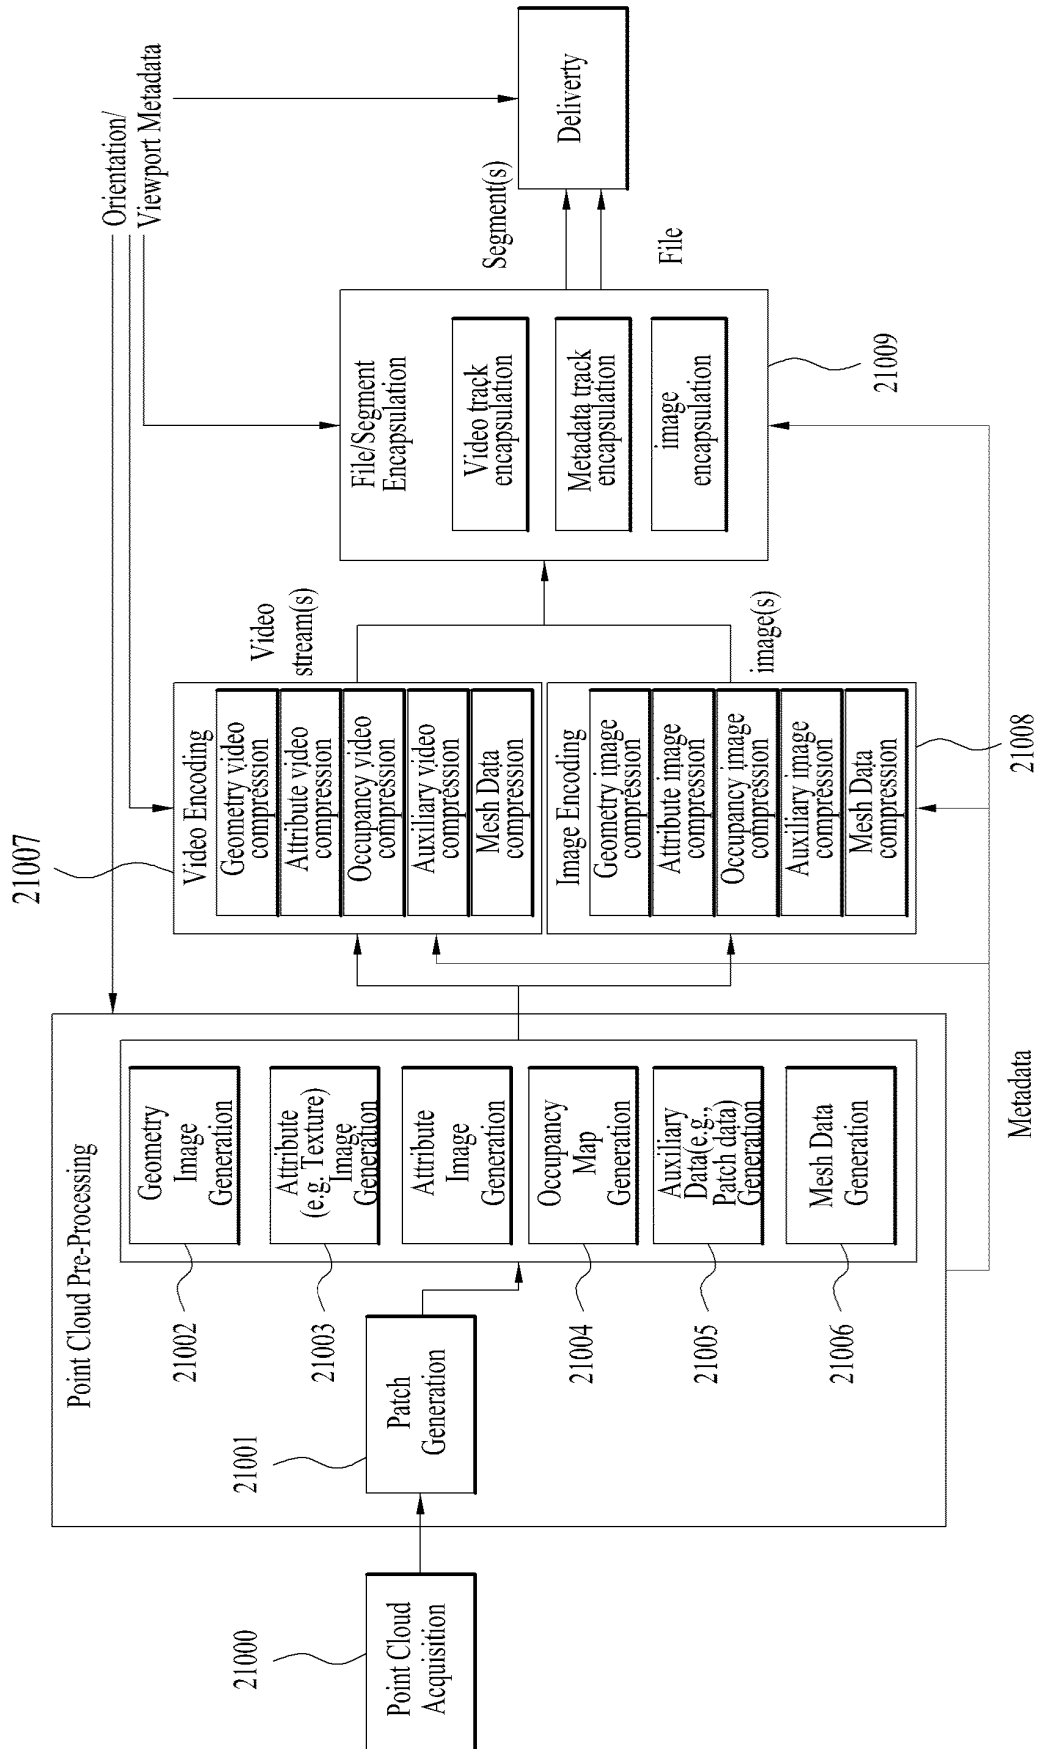 21000
Point Cloud
Acquisition
Point Cloud Pre-Processing
21001
Patch
Generation
21002
Geometry
Image
Generation
21003
Attribute
(e.g. Texture)
Image
Generation
Attribute
Image
Generation
21004
Occupancy
Map
Generation
21005
Auxiliary
Data(e.g.,
Patch data)
Generation
21006
Mesh Data
Generation
Metadata
21007
Video Encoding
Geometry video
compression
Attribute video
compression
Occupancy video
compression
Auxiliary video
compression
Mesh Data
compression
Image Encoding
Geometry image
compression
Attribute image
compression
Occupancy image
compression
Auxiliary image
compression
Mesh Data
compression
21008
Video
stream(s)
image(s)
File/Segment
Encapsulation
Video track
encapsulation
Metadata track
encapsulation
image
encapsulation
21009
Orientation/
Viewport Metadata
Segment(s)
File
Deliverty